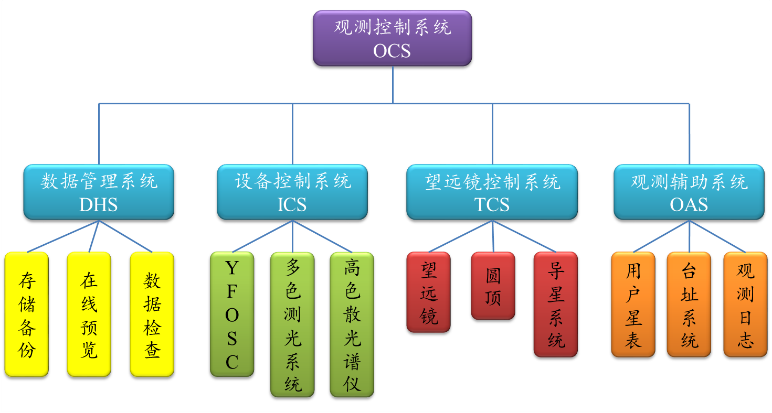 观测控制系统
OCS
数据管理系统
DHS
设备控制系统
ICS
望远镜控制系统
TCS
观测辅助系统
OAS
存储备份
在线预览
数据检查
YFOSC
多色测光系统
高色散光谱仪
望远镜
圆顶
导星系统
用户星表
台址系统
观测日志